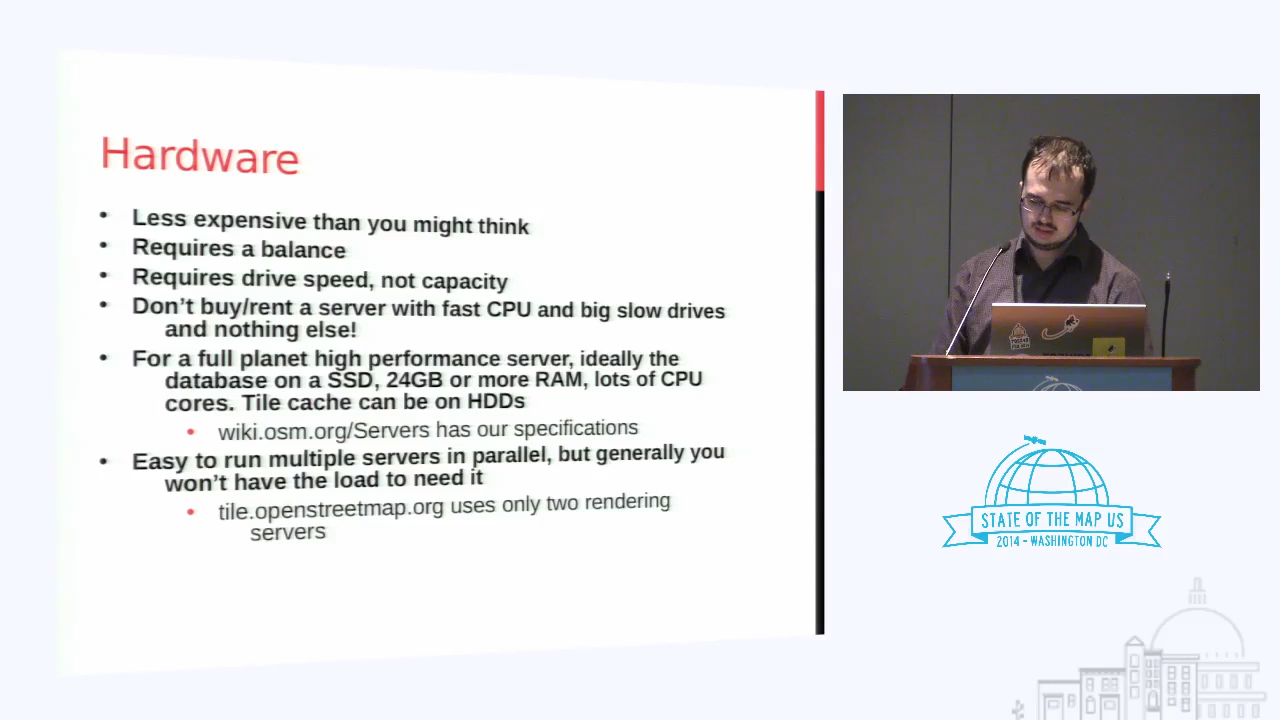 Hardware
• Less expensive than you might think
• Requires a balance
• Requires drive speed, not capacity
• Don't buy/rent a server with fast CPU and big slow drives
and nothing else!
• For a full planet high performance server, ideally the
database on a SSD, 24GB or more RAM, lots of CPU
cores. Tile cache can be on HDDs
• wiki.osm.org/Servers has our specifications
• Easy to run multiple servers in parallel, but generally you
won't have the load to need it
• tile.openstreetmap.org uses only two rendering
servers
STATE OF THE MAP US
2014 - WASHINGTON DC